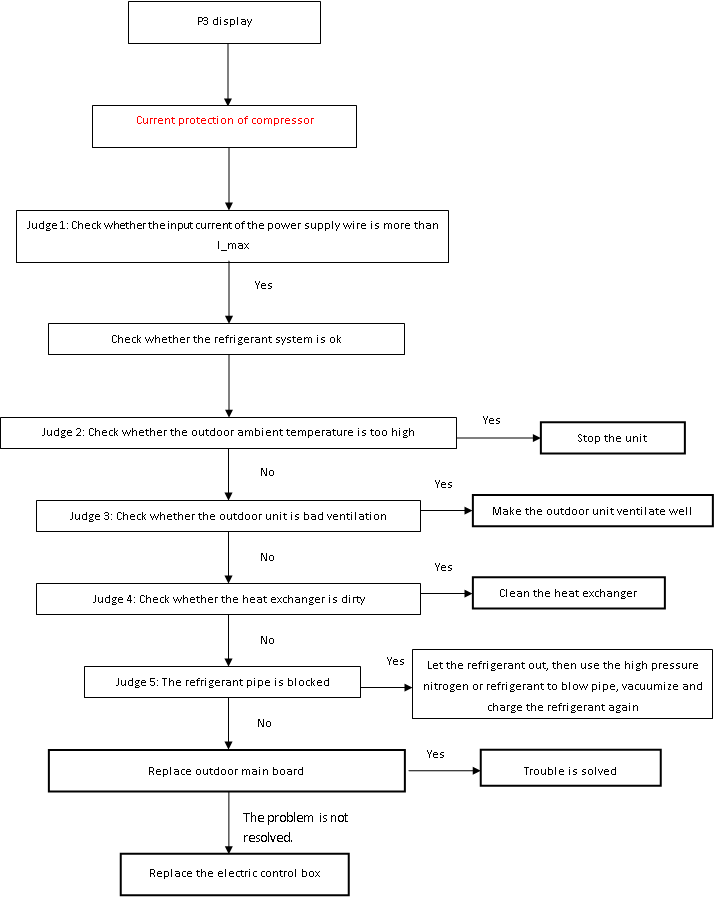 P3 display
Current protection of compressor
Judge 1: Check whether the input current of the power supply wire is more than
I_max
Yes
Check whether the refrigerant system is ok
Judge 2: Check whether the outdoor ambient temperature is too high
Yes
Stop the unit
No
Judge 3: Check whether the outdoor unit is bad ventilation
Yes
Make the outdoor unit ventilate well
No
Judge 4: Check whether the heat exchanger is dirty
Yes
Clean the heat exchanger
No
Judge 5: The refrigerant pipe is blocked
Yes
Let the refrigerant out, then use the high pressure
nitrogen or refrigerant to blow pipe, vacuumize and
charge the refrigerant again
No
Replace outdoor main board
Yes
Trouble is solved
The problem is not
resolved.
Replace the electric control box